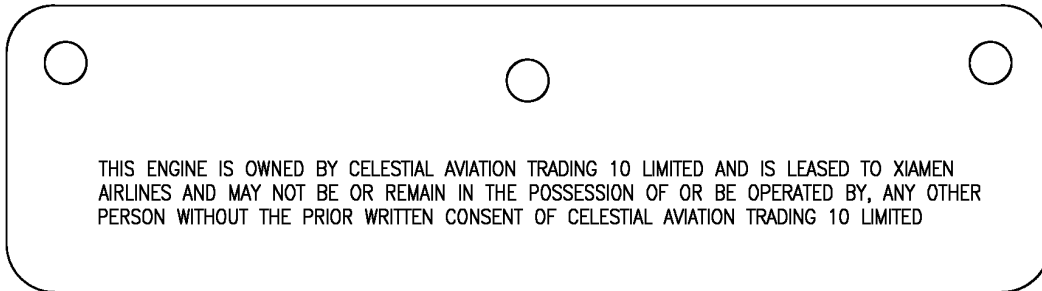 THIS ENGINE IS OWNED BY CELESTIAL AVIATION TRADING 10 LIMITED AND IS LEASED TO XIAMEN
AIRLINES AND MAY NOT BE OR REMAIN IN THE POSSESSION OF OR BE OPERATED BY, ANY OTHER
PERSON WITHOUT THE PRIOR WRITTEN CONSENT OF CELESTIAL AVIATION TRADING 10 LIMITED